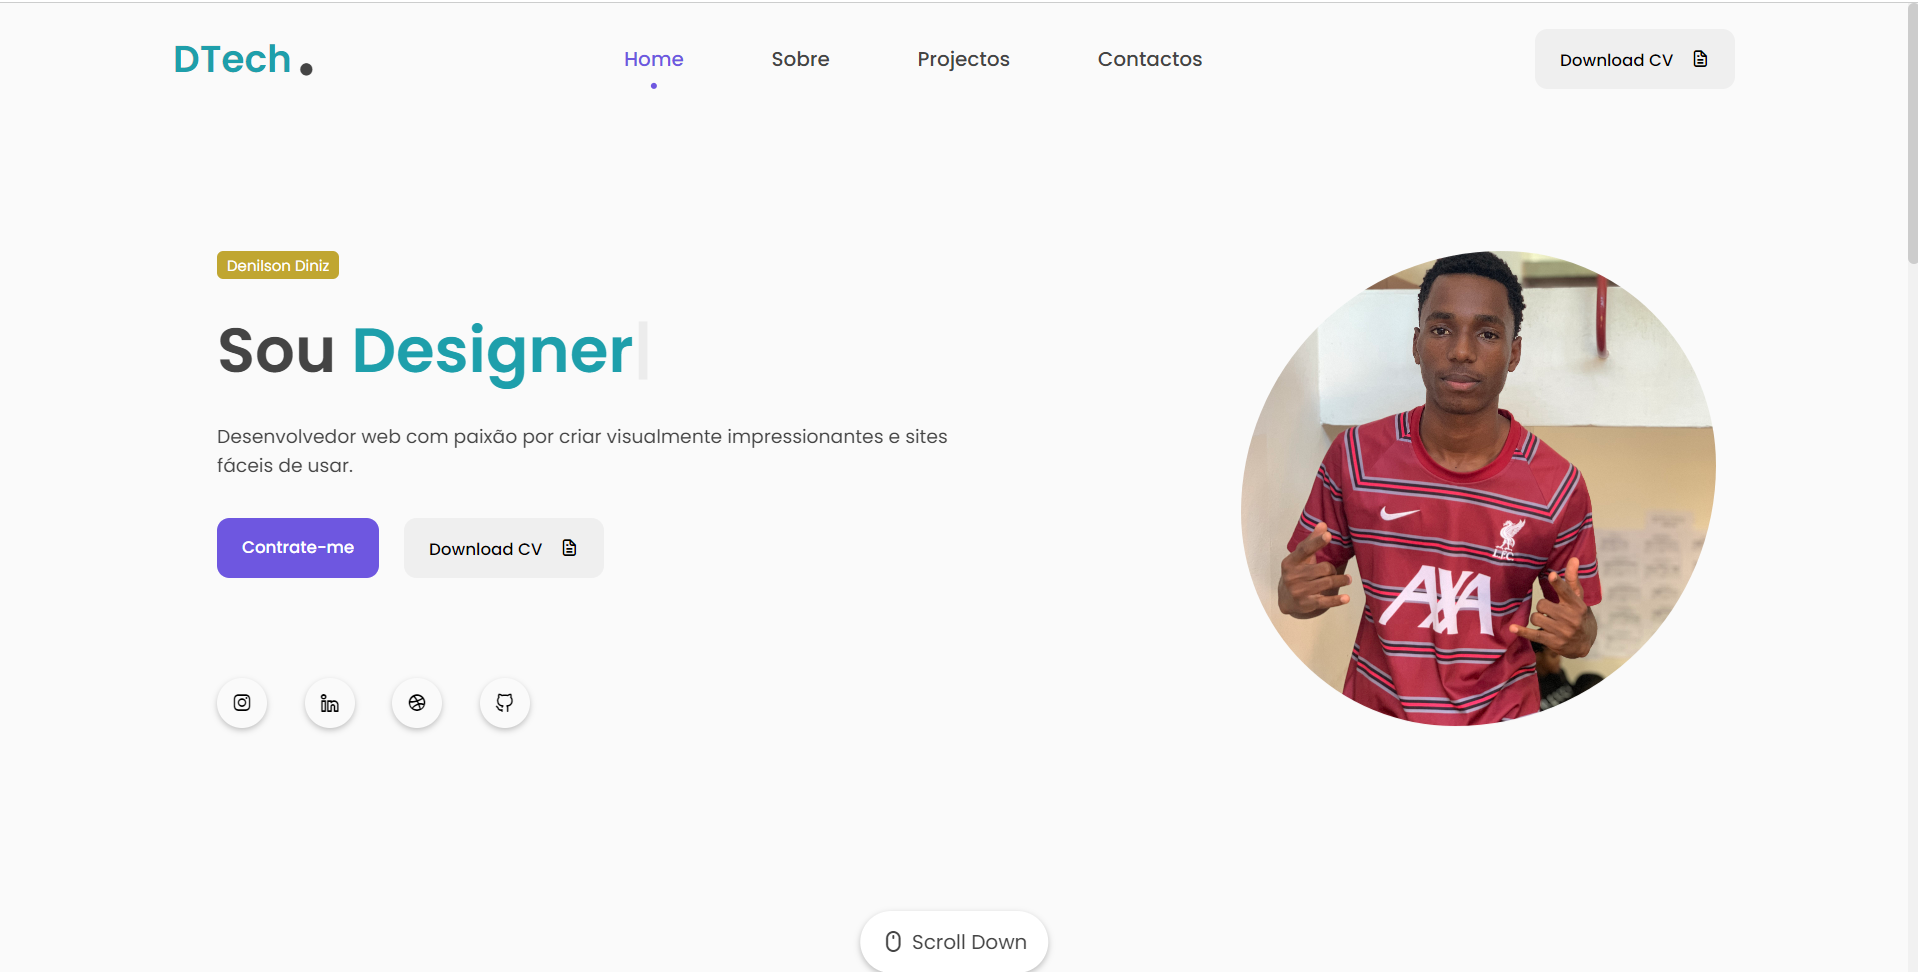 DTech.
Home
Sobre
Projectos
Contactos
Download CV
Denilson Diniz
Sou Designer
Desenvolvedor web com paixão por criar visualmente impressionantes e sites
fáceis de usar.
Contrate-me
Download CV
L.F.C.
AXA
Scroll Down